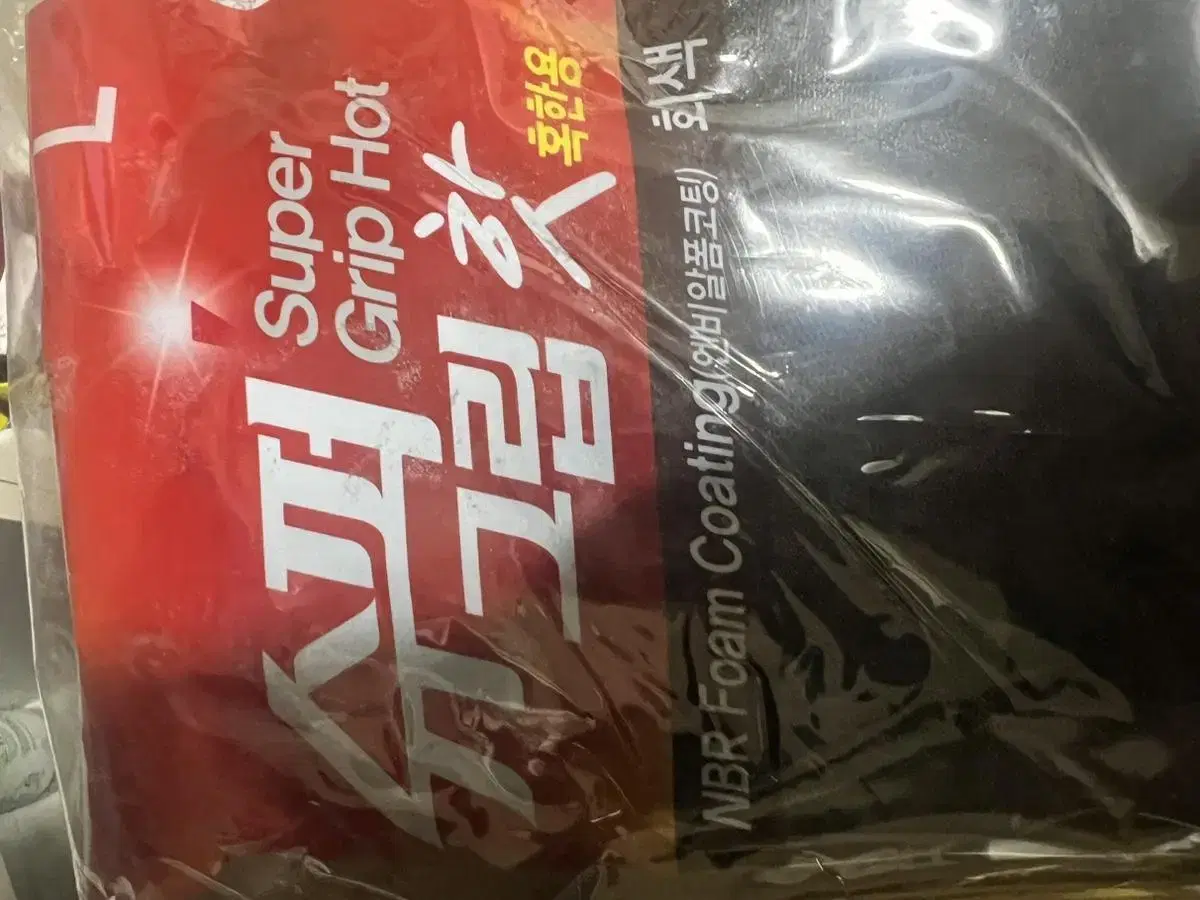 L
Super
Grip Hot
슈퍼
그립 핫
혹한용
NBR Foam Coating(엔비알폼코팅) 회색